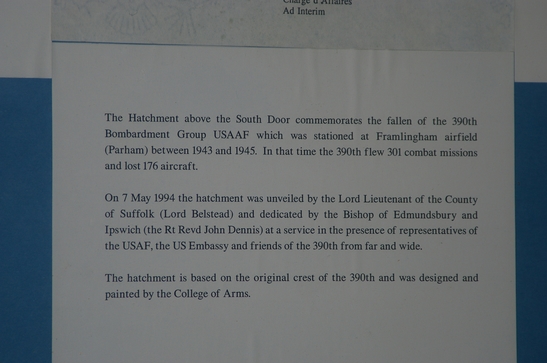 Chargé d'Affaires
Ad Interim
The Hatchment above the South Door commemorates the fallen of the 390th
Bombardment Group USAAF which was stationed at Framlingham airfield
(Parham) between 1943 and 1945. In that time the 390th flew 301 combat missions
and lost 176 aircraft.
On 7 May 1994 the hatchment was unveiled by the Lord Lieutenant of the County
of Suffolk (Lord Belstead) and dedicated by the Bishop of Edmundsbury and
Ipswich (the Rt Revd John Dennis) at a service in the presence of representatives of
the USAF, the US Embassy and friends of the 390th from far and wide.
The hatchment is based on the original crest of the 390th and was designed and
painted by the College of Arms.